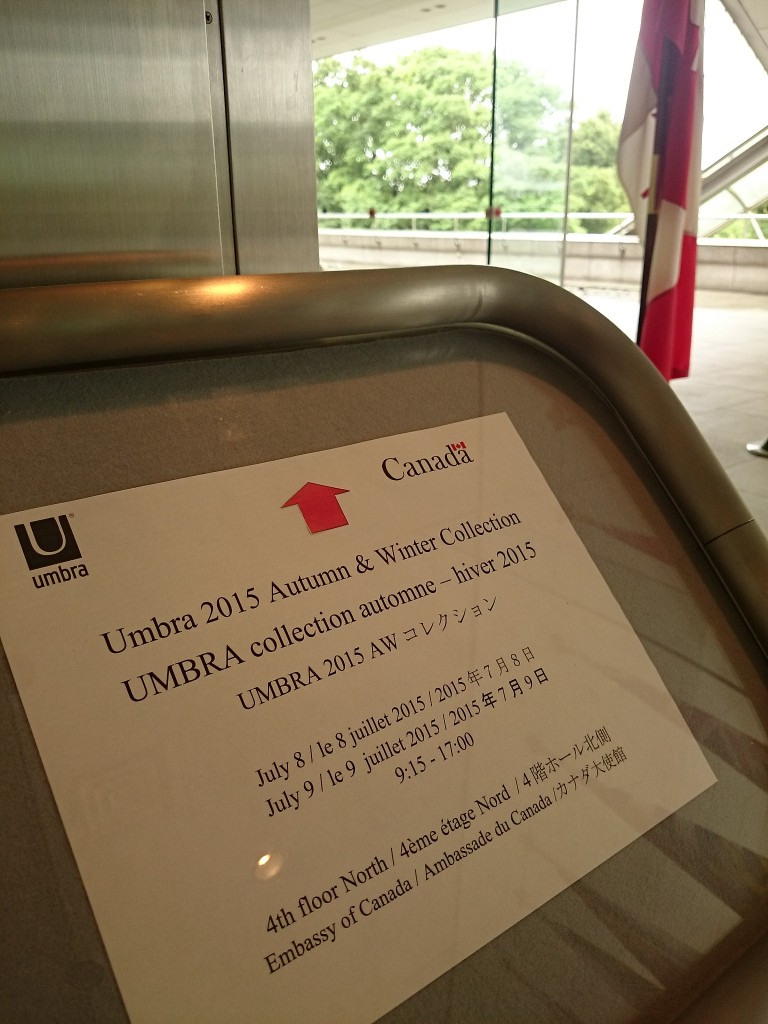 Canada
U
umbra
Umbra 2015 Autumn & Winter Collection
UMBRA collection automne – hiver 2015
UMBRA 2015 AW コレクション
July 8 / le 8 juillet 2015 / 2015年7月8日
July 9 / le 9 juillet 2015 / 2015年7月9日
9:15 - 17:00
4th floor North / 4ème étage Nord / 4階ホール北側
Embassy of Canada / Ambassade du Canada /カナダ大使館